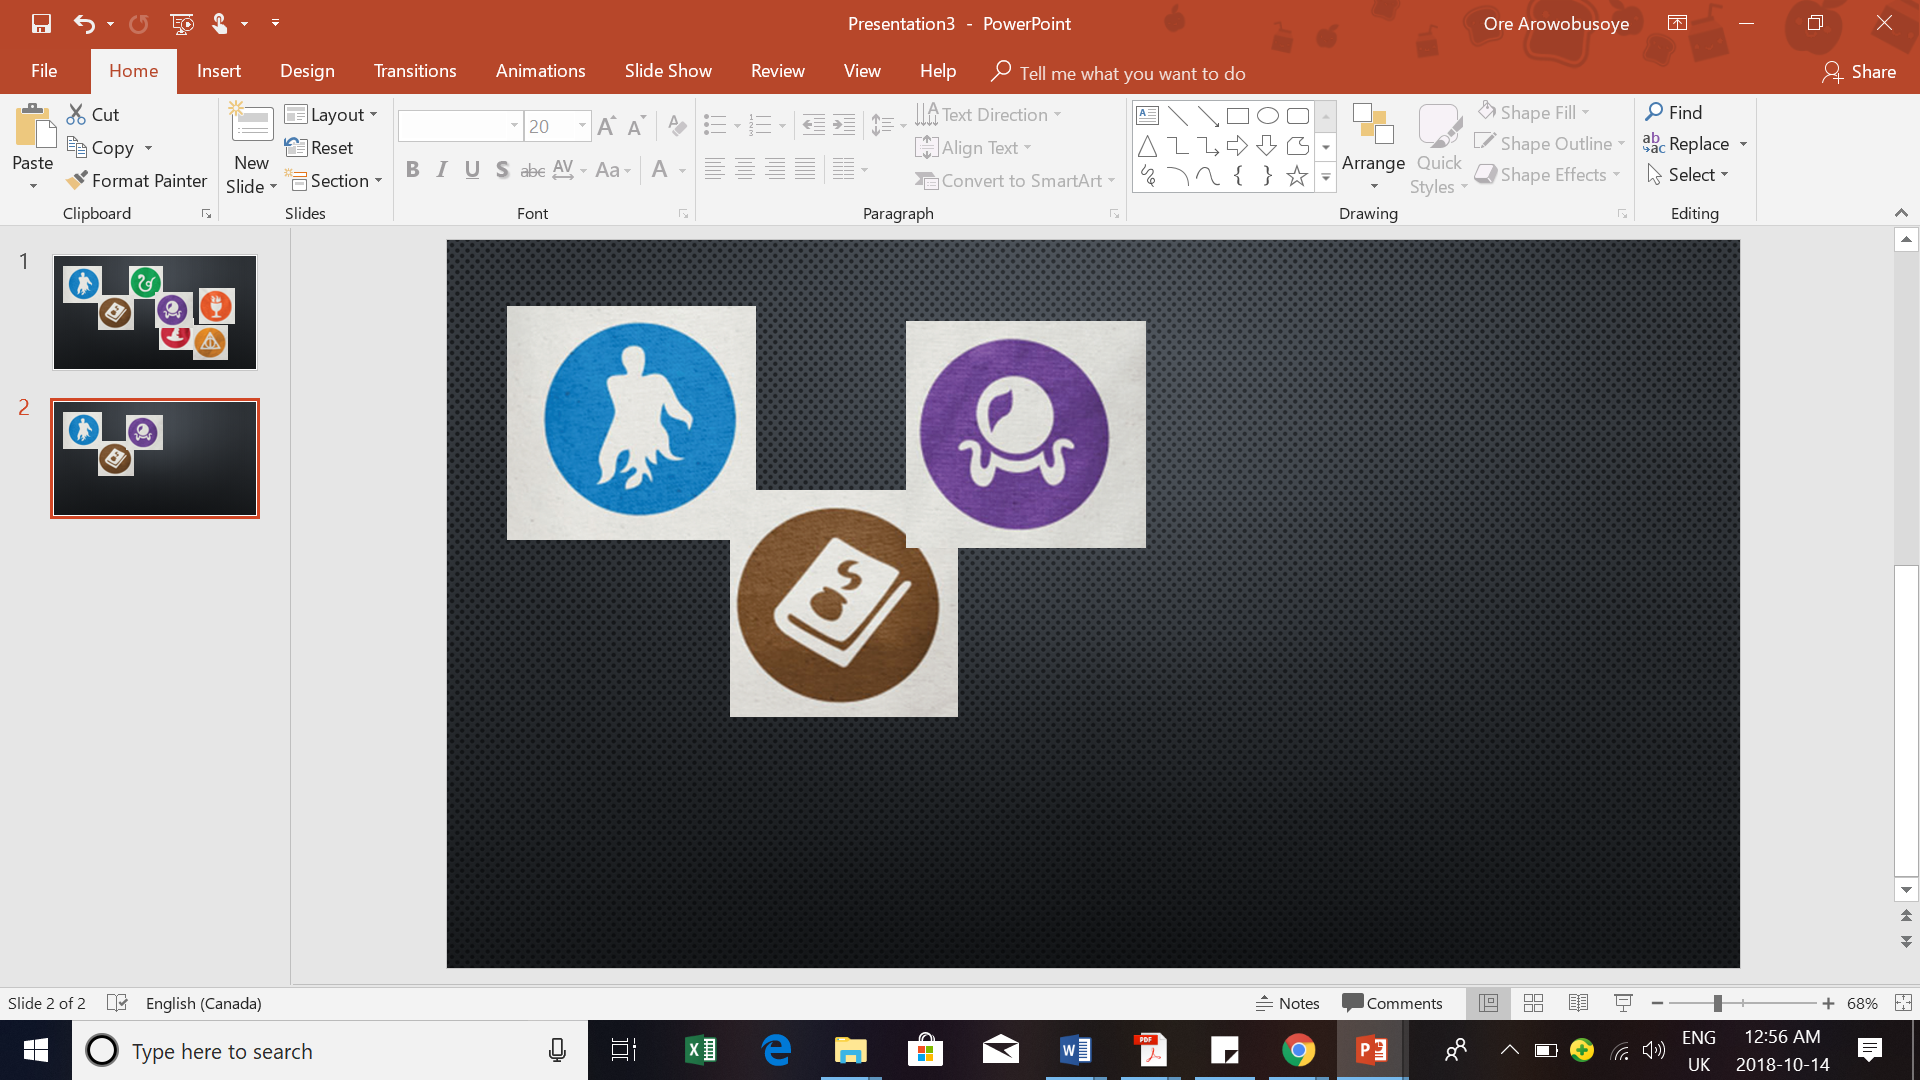 Presentation3 - PowerPoint
Ore Arowobusoye
File Home Insert Design Transitions Animations Slide Show Review View Help Tell me what you want to do Share
Paste Cut Copy Format Painter
Clipboard
New Slide Layout Reset Section
Slides
20
B I U S abc AV Aa A
Font
Text Direction
Align Text
Convert to SmartArt
Paragraph
Arrange
Quick Styles
Shape Fill
Shape Outline
Shape Effects
Drawing
Find
Replace
Select
Editing
1
2
Slide 2 of 2 English (Canada) Notes Comments 68%
Type here to search
ENG
UK
12:56 AM
2018-10-14